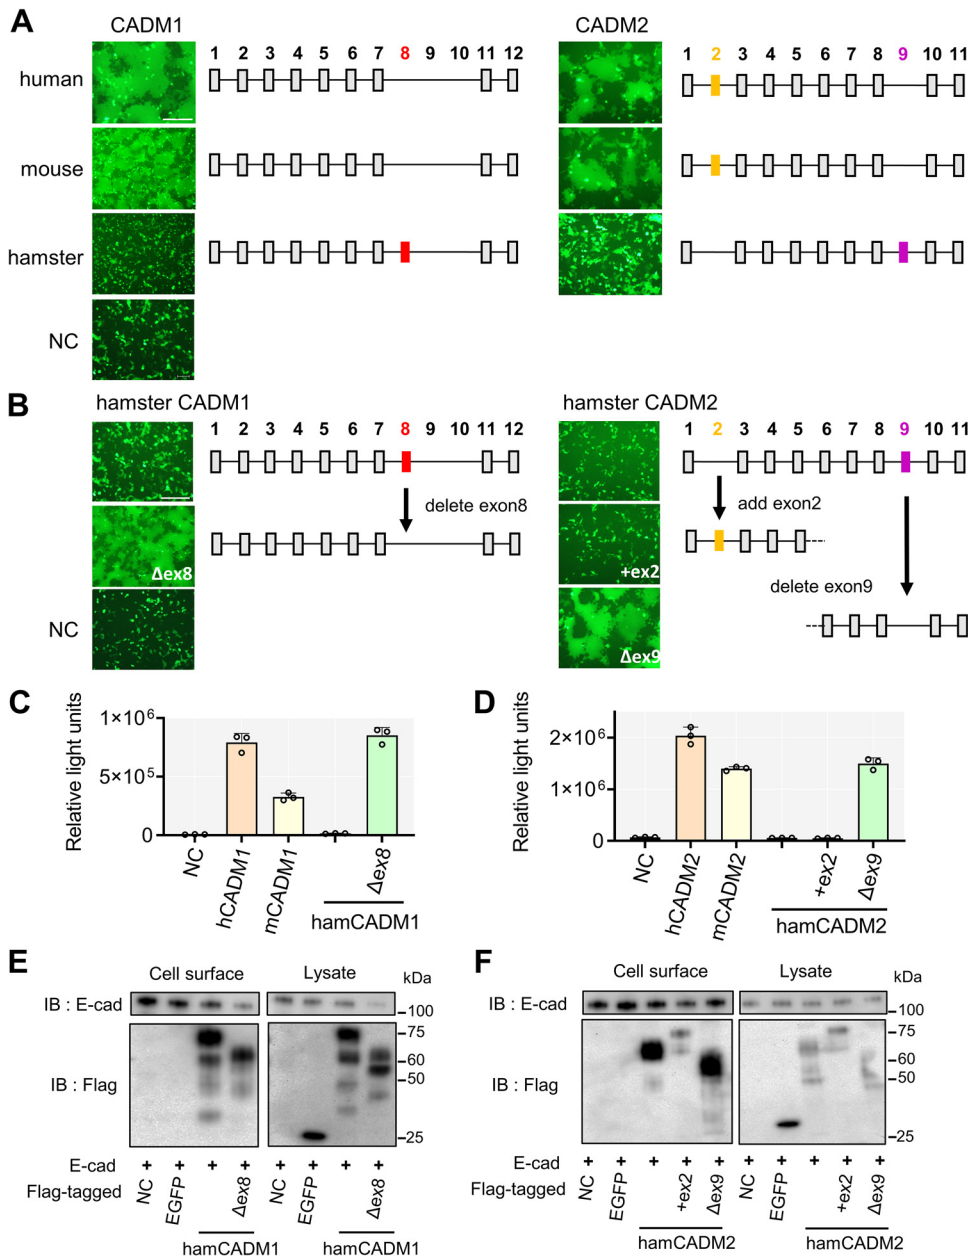 A
CADM1
CADM2
1 2 3 4 5 6 7 8 9 10 11 12
1 2 3 4 5 6 7 8 9 10 11
human
mouse
hamster
NC
B
hamster CADM1
hamster CADM2
1 2 3 4 5 6 7 8 9 10 11 12
1 2 3 4 5 6 7 8 9 10 11
delete exon8
add exon2
Δex8
+ex2
delete exon9
NC
Δex9
C
Relative light units
1×10⁶
5×10⁵
0
NC
hCADM1
mCADM1
Δex8
hamCADM1
D
Relative light units
2×10⁶
1×10⁶
0
NC
hCADM2
mCADM2
+ex2
Δex9
hamCADM2
E
Cell surface
Lysate
kDa
IB : E-cad
100
75
60
IB : Flag
50
25
E-cad + + + + + + + +
Flag-tagged
NC EGFP Δex8 NC EGFP Δex8
hamCADM1 hamCADM1
F
Cell surface
Lysate
kDa
IB : E-cad
100
75
60
IB : Flag
50
25
E-cad + + + + + + + + + +
Flag-tagged
NC EGFP +ex2 Δex9 NC EGFP +ex2 Δex9
hamCADM2 hamCADM2